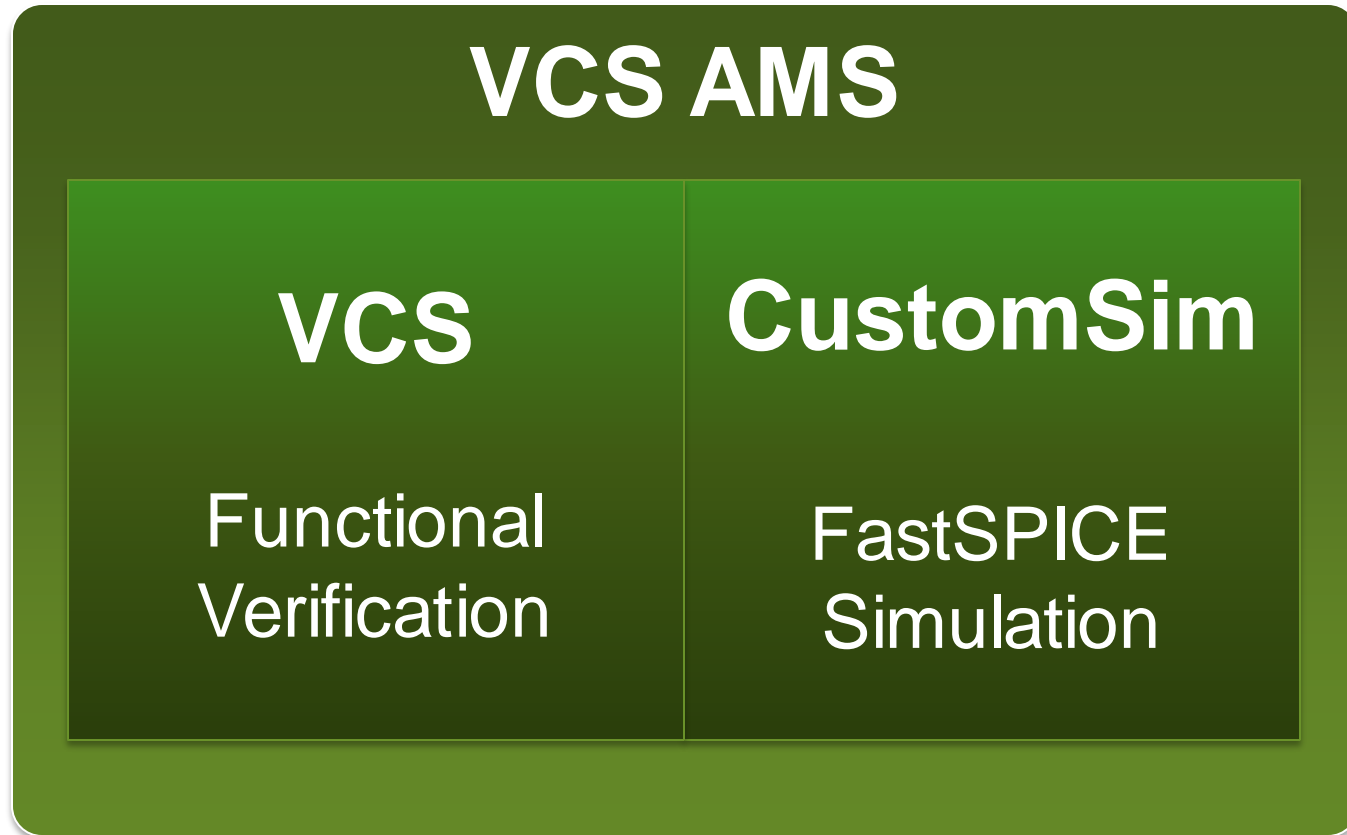 VCS AMS
VCS
Functional
Verification
CustomSim
FastSPICE
Simulation